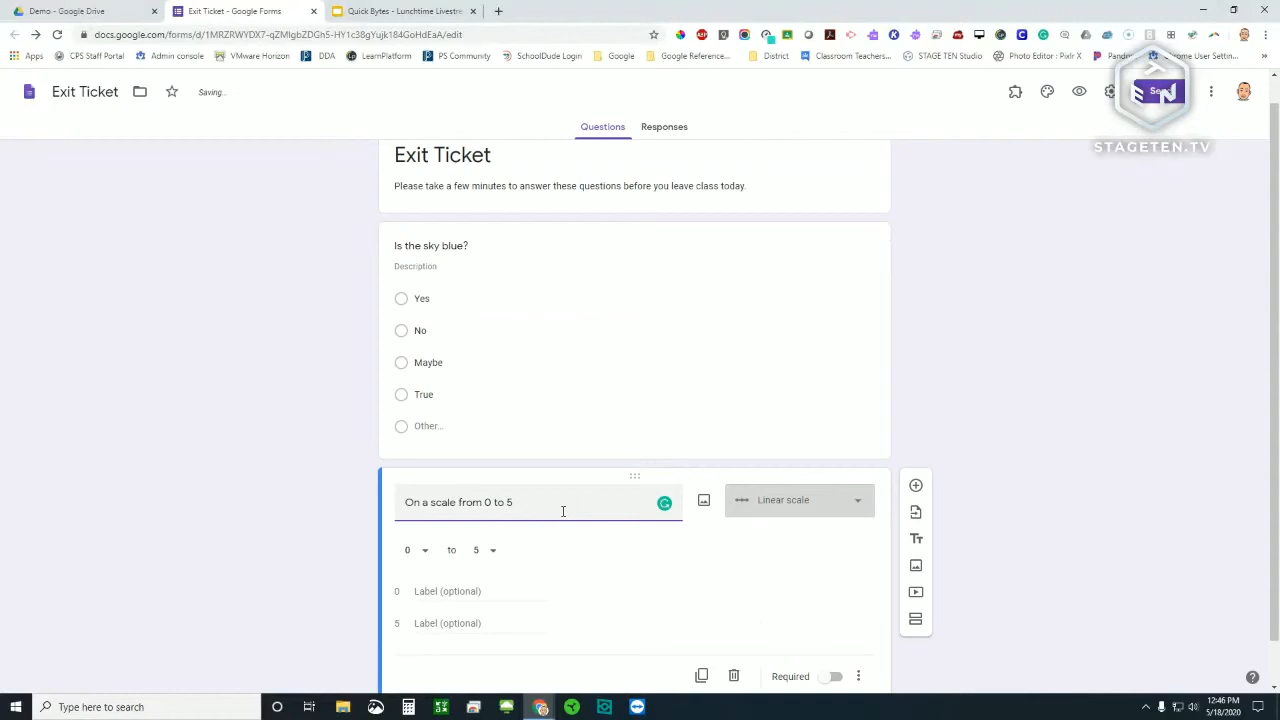 Demo - Google Drive
Exit Ticket - Google Forms
Quick Bytes - Lunchtime Livestre
docs.google.com/forms/d/1MRZRWYDX7-qZMIgbZDGh5-HY1c38gYujk184GoHdEaA/edit
Apps
CPS Staff Portal
Admin console
VMware Horizon
DDA
LearnPlatform
PS Community
SchoolDude Login
Google
Google Reference...
District
Classroom Teachers...
STAGE TEN Studio
Photo Editor : Pixlr X
Chrome User Settin...
Exit Ticket
Saving...
STAGETEN.TV
Questions
Responses
Exit Ticket
Please take a few minutes to answer these questions before you leave class today.
Is the sky blue?
Description
Yes
No
Maybe
True
Other...
On a scale from 0 to 5
Linear scale
0 to 5
0 Label (optional)
5 Label (optional)
Required
Type here to search
12:46 PM
5/18/2020